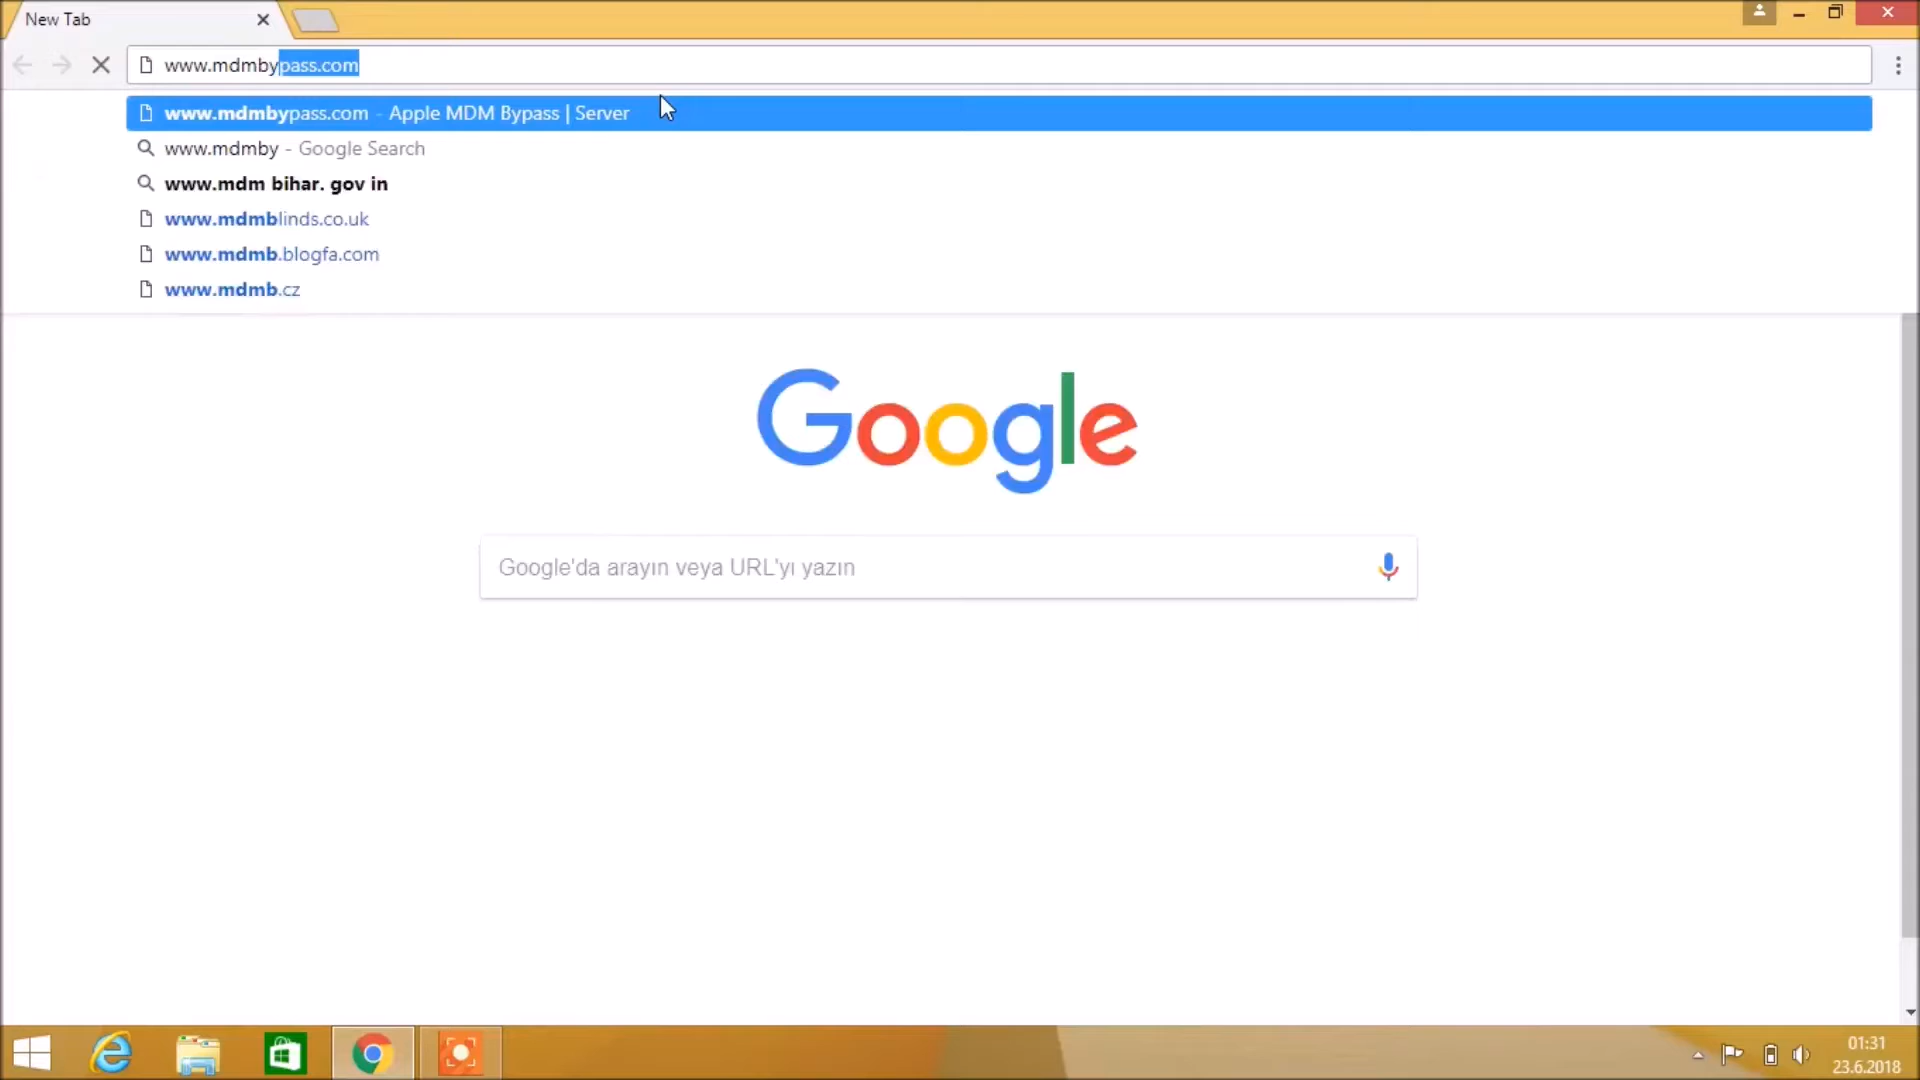 New Tab
www.mdmbypass.com
www.mdmbypass.com - Apple MDM Bypass | Server
www.mdmby - Google Search
www.mdm bihar. gov in
www.mdmblinds.co.uk
www.mdmb.blogfa.com
www.mdmb.cz
Google
Google'da arayın veya URL'yı yazın
01:31
23.6.2018